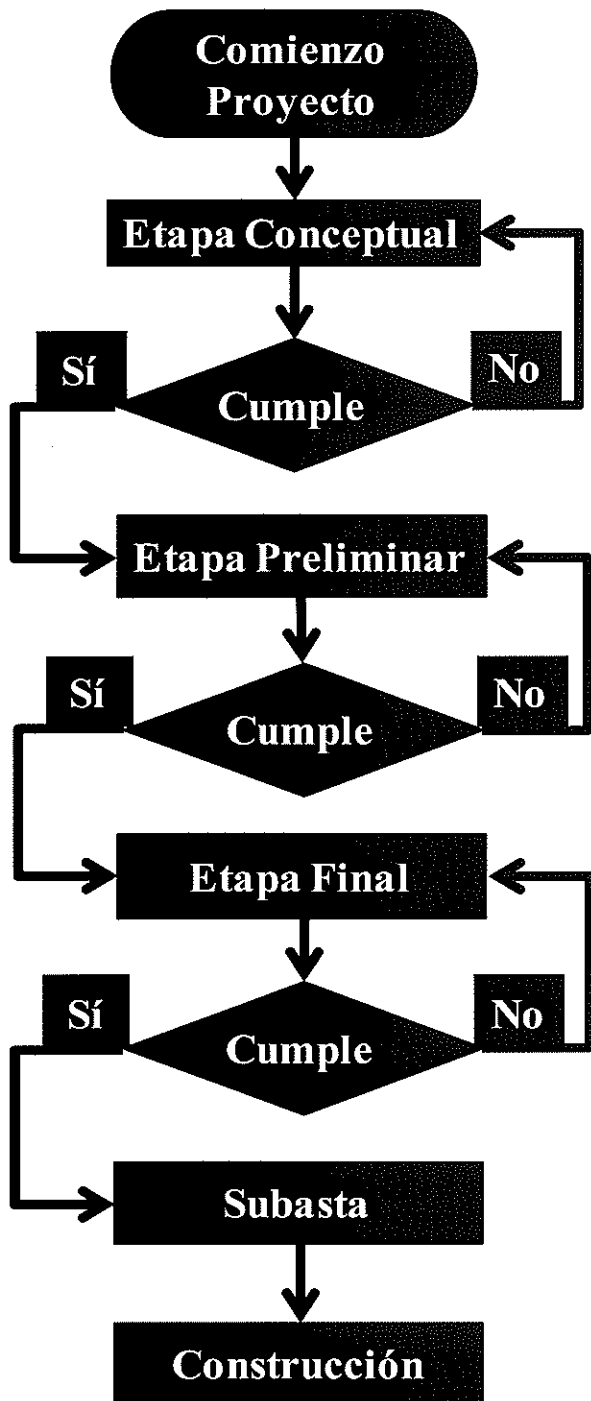 Comienzo
Proyecto
Etapa Conceptual
Sí
No
Cumple
Etapa Preliminar
Sí
No
Cumple
Etapa Final
Sí
No
Cumple
Subasta
Construcción